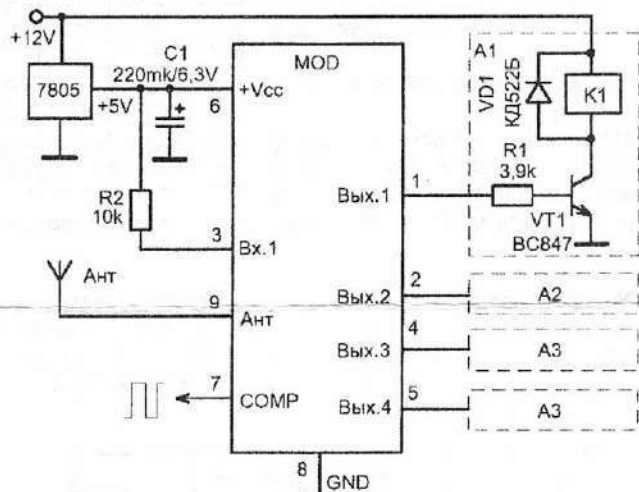 +12V
7805
+5V
C1
220mk/6,3V
+
6
+Vcc
MOD
A1
VD1
КД522Б
K1
R1
3,9k
1
Вых.1
VT1
BC847
R2
10k
3
Вх.1
Ант
9
Ант
2
Вых.2
A2
4
Вых.3
A3
7
COMP
5
Вых.4
A3
8
GND